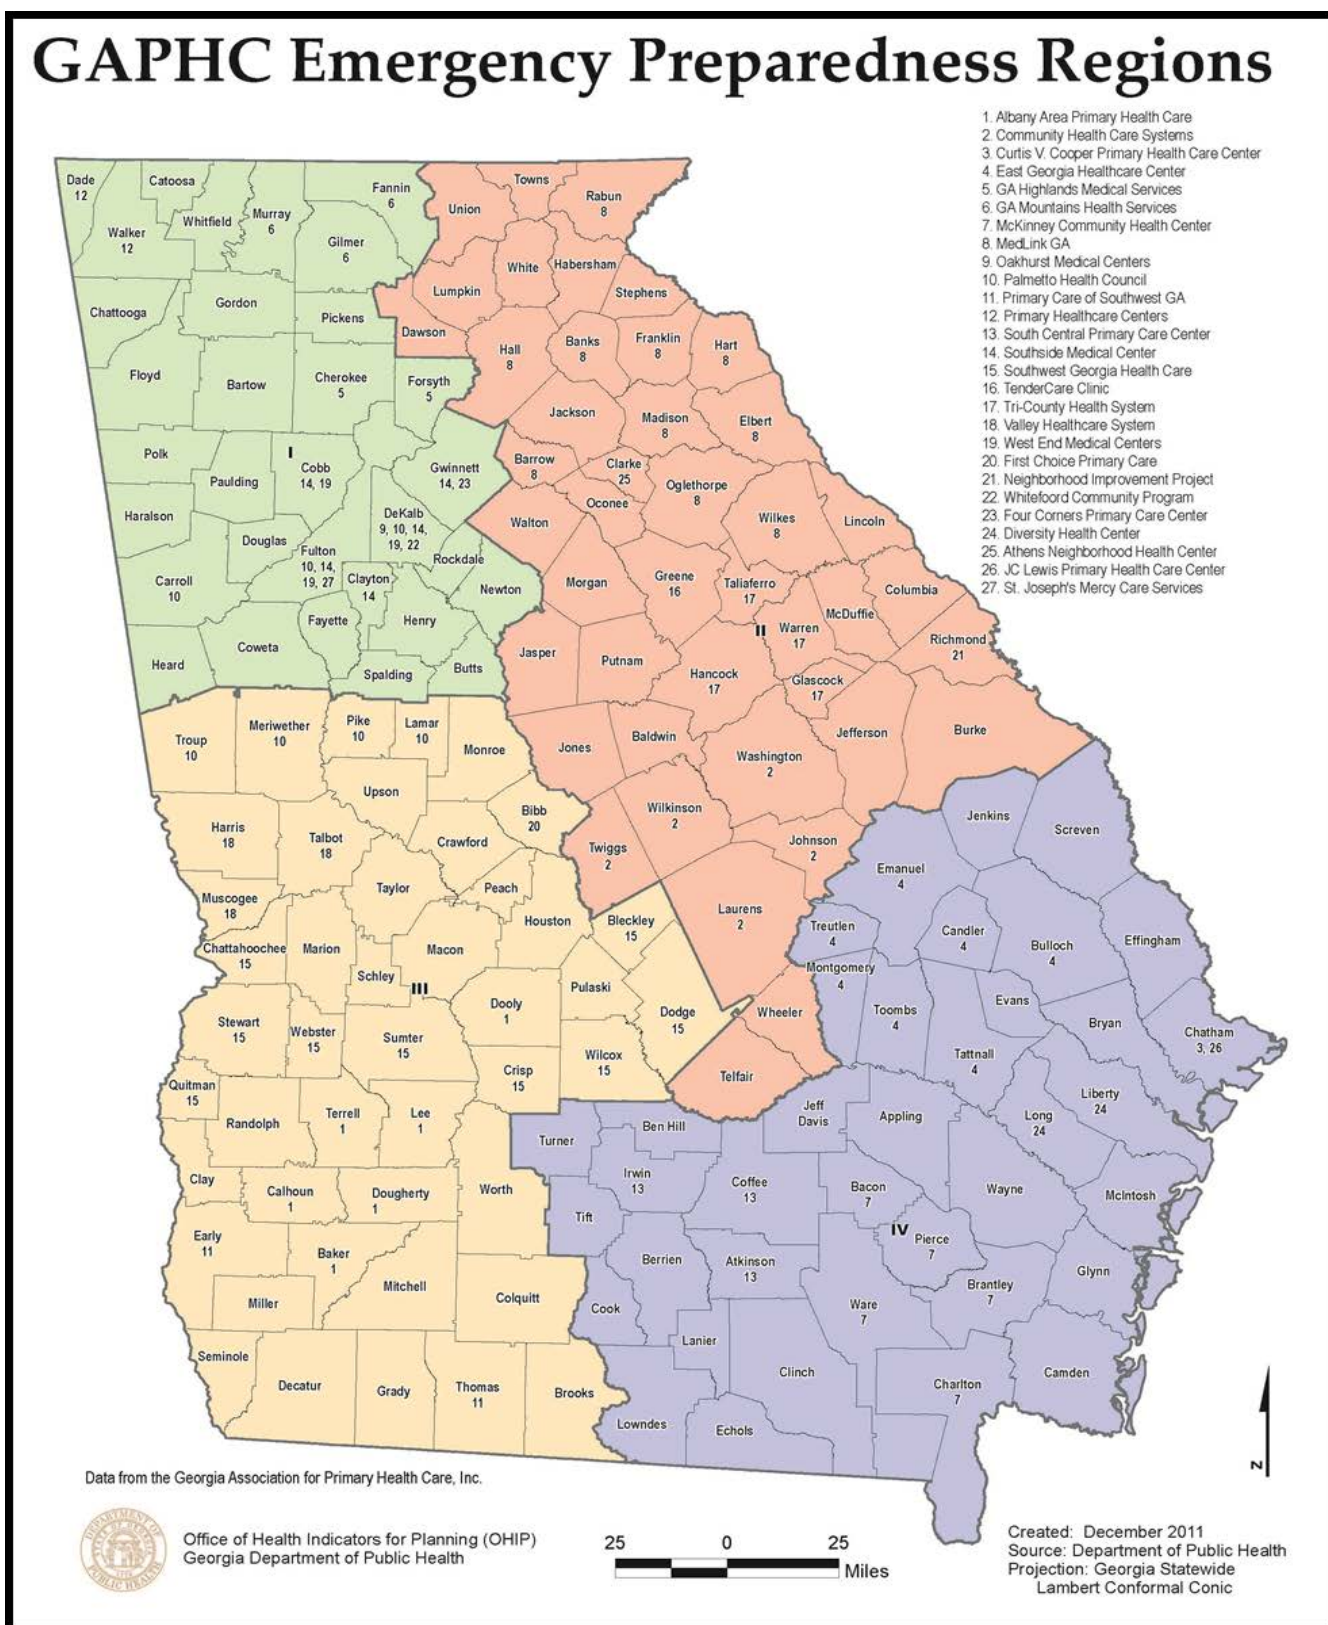 GAPHC Emergency Preparedness Regions
1. Albany Area Primary Health Care
2. Community Health Care Systems
3. Curtis V. Cooper Primary Health Care Center
4. East Georgia Healthcare Center
5. GA Highlands Medical Services
6. GA Mountains Health Services
7. McKinney Community Health Center
8. MedLink GA
9. Oakhurst Medical Centers
10. Palmetto Health Council
11. Primary Care of Southwest GA
12. Primary Healthcare Centers
13. South Central Primary Care Center
14. Southside Medical Center
15. Southwest Georgia Health Care
16. TenderCare Clinic
17. Tri-County Health System
18. Valley Healthcare System
19. West End Medical Centers
20. First Choice Primary Care
21. Neighborhood Improvement Project
22. Whitefoord Community Program
23. Four Corners Primary Care Center
24. Diversity Health Center
25. Athens Neighborhood Health Center
26. JC Lewis Primary Health Care Center
27. St. Joseph's Mercy Care Services
Dade
12
Catoosa
Whitfield
Murray
6
Fannin
6
Walker
12
Gilmer
6
Chattooga
Gordon
Pickens
Floyd
Bartow
Cherokee
5
Forsyth
5
Polk
Paulding
I
Cobb
14, 19
Gwinnett
14, 23
Haralson
Douglas
Fulton
10, 14,
19, 27
DeKalb
9, 10, 14,
19, 22
Rockdale
Carroll
10
Clayton
14
Newton
Fayette
Henry
Heard
Coweta
Spalding
Butts
Towns
Rabun
8
Union
White
Habersham
Lumpkin
Stephens
Dawson
Hall
8
Banks
8
Franklin
8
Hart
8
Jackson
Madison
8
Elbert
8
Barrow
8
Clarke
25
Oglethorpe
8
Oconee
Walton
Wilkes
8
Lincoln
Morgan
Greene
16
Taliaferro
17
Columbia
McDuffie
II
Warren
17
Richmond
21
Jasper
Putnam
Hancock
17
Glascock
17
Jones
Baldwin
Washington
2
Jefferson
Burke
Wilkinson
2
Twiggs
2
Johnson
2
Laurens
2
Wheeler
Telfair
Troup
10
Meriwether
10
Pike
10
Lamar
10
Monroe
Upson
Bibb
20
Harris
18
Talbot
18
Crawford
Taylor
Peach
Muscogee
18
Houston
Bleckley
15
Chattahoochee
15
Marion
Macon
Schley
III
Pulaski
Dooly
1
Dodge
15
Stewart
15
Webster
15
Sumter
15
Wilcox
15
Crisp
15
Quitman
15
Randolph
Terrell
1
Lee
1
Clay
Calhoun
1
Dougherty
1
Worth
Early
11
Baker
1
Mitchell
Miller
Colquitt
Seminole
Decatur
Grady
Thomas
11
Brooks
Jenkins
Screven
Emanuel
4
Treutlen
4
Candler
4
Bulloch
4
Effingham
Montgomery
4
Toombs
4
Evans
Bryan
Chatham
3, 26
Tattnall
4
Liberty
24
Long
24
Jeff
Davis
Appling
Turner
Ben Hill
Irwin
13
Coffee
13
Bacon
7
Wayne
McIntosh
Tift
IV
Pierce
7
Berrien
Atkinson
13
Brantley
7
Glynn
Cook
Ware
7
Lanier
Clinch
Charlton
7
Camden
Lowndes
Echols
N
Data from the Georgia Association for Primary Health Care, Inc.
Office of Health Indicators for Planning (OHIP)
Georgia Department of Public Health
25 0 25
Miles
Created: December 2011
Source: Department of Public Health
Projection: Georgia Statewide
Lambert Conformal Conic
DEPARTMENT OF
PUBLIC HEALTH